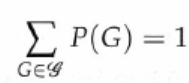 ∑ P(G) = 1
G∈𝒢